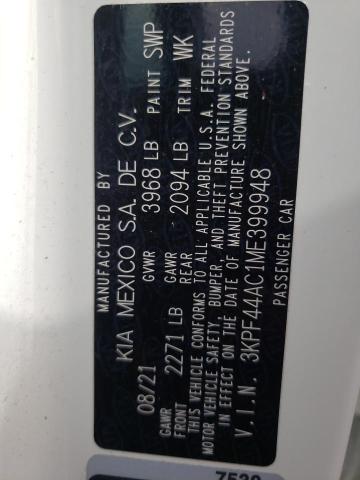 MANUFACTURED BY
KIA MEXICO S.A. DE C.V.
08/21 GVWR 3968 LB PAINT SWP
GAWR FRONT 2271 LB GAWR REAR 2094 LB TRIM WK
THIS VEHICLE CONFORMS TO ALL APPLICABLE U.S.A. FEDERAL
MOTOR VEHICLE SAFETY, BUMPER, AND THEFT PREVENTION STANDARDS
IN EFFECT ON THE DATE OF MANUFACTURE SHOWN ABOVE.
V.I.N. 3KPF44AC1ME399948
PASSENGER CAR